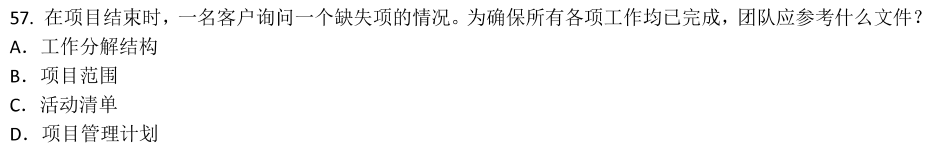 57. 在项目结束时，一名客户询问一个缺失项的情况。为确保所有各项工作均已完成，团队应参考什么文件？
A. 工作分解结构
B. 项目范围
C. 活动清单
D. 项目管理计划